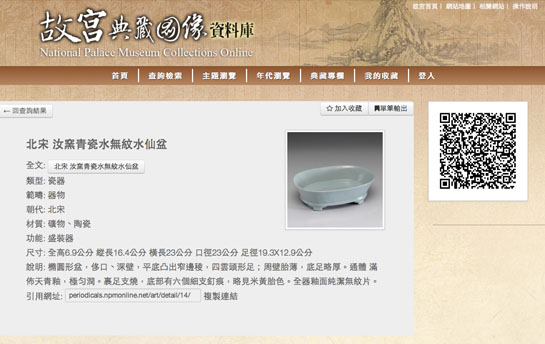 故宮首頁 | 網站地圖 | 相關網站 | 操作說明
故宮典藏圖像資料庫
National Palace Museum Collections Online
首頁 查詢檢索 主題瀏覽 年代瀏覽 典藏專欄 我的收藏 登入
← 回查詢結果
☆ 加入收藏 單筆輸出
北宋 汝窯青瓷水無紋水仙盆
全文: 北宋 汝窯青瓷水無紋水仙盆
類型: 瓷器
範疇: 器物
朝代: 北宋
材質: 礦物、陶瓷
功能: 盛裝器
尺寸: 全高6.9公分 縱長16.4公分 橫長23公分 口徑23公分 足徑19.3X12.9公分
說明: 橢圓形盆，侈口、深壁，平底凸出窄邊稜，四雲頭形足；周壁胎薄，底足略厚。通體 滿
佈天青釉，極勻潤。裹足支燒，底部有六個細支釘痕，略見米黃胎色。全器釉面純潔無紋片。
引用網址: periodicals.npmonline.net/art/detail/14/ 複製連結